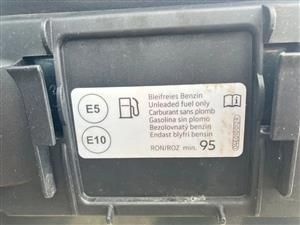 E5
E10
Bleifreies Benzin
Unleaded fuel only
Carburant sans plomb
Gasolina sin plomo
Bezolovnatý benzin
Endast blyfri bensin
RON/ROZ min. 95